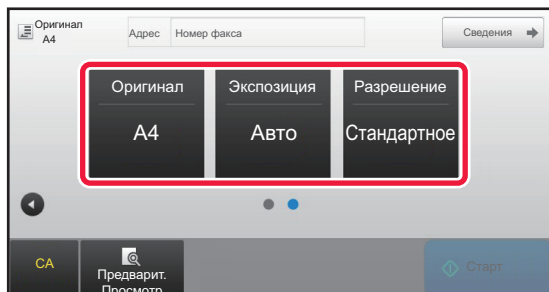 Оригинал
A4
Адрес
Номер факса
Сведения
Оригинал
Экспозиция
Разрешение
A4
Авто
Стандартное
CA
Предварит.
Просмотр
Старт